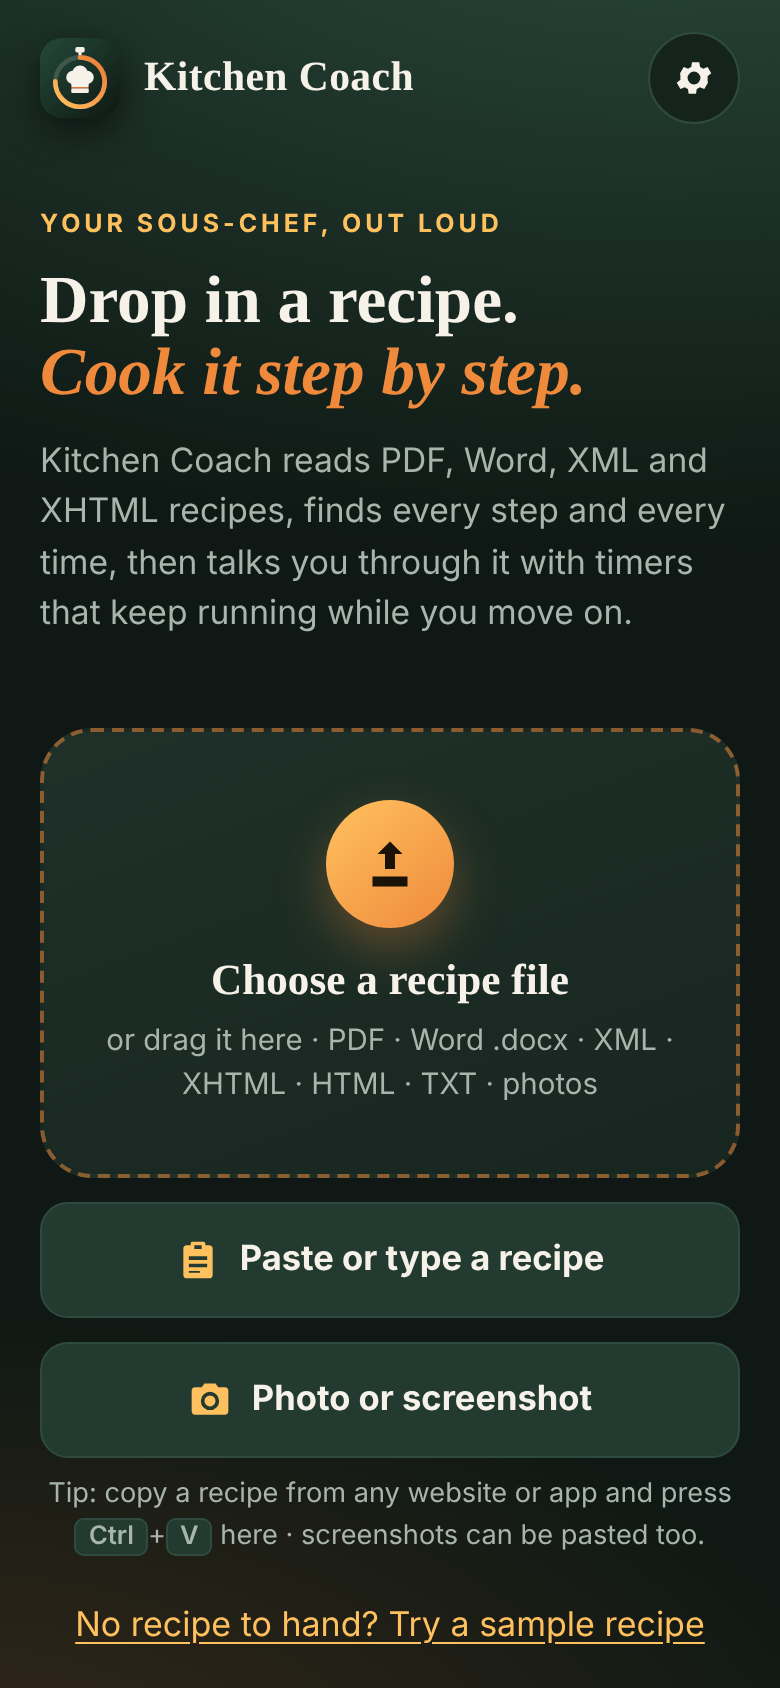 Kitchen Coach
YOUR SOUS-CHEF, OUT LOUD
Drop in a recipe.
Cook it step by step.
Kitchen Coach reads PDF, Word, XML and
XHTML recipes, finds every step and every
time, then talks you through it with timers
that keep running while you move on.
Choose a recipe file
or drag it here · PDF · Word .docx · XML ·
XHTML · HTML · TXT · photos
Paste or type a recipe
Photo or screenshot
Tip: copy a recipe from any website or app and press
Ctrl+V here · screenshots can be pasted too.
No recipe to hand? Try a sample recipe